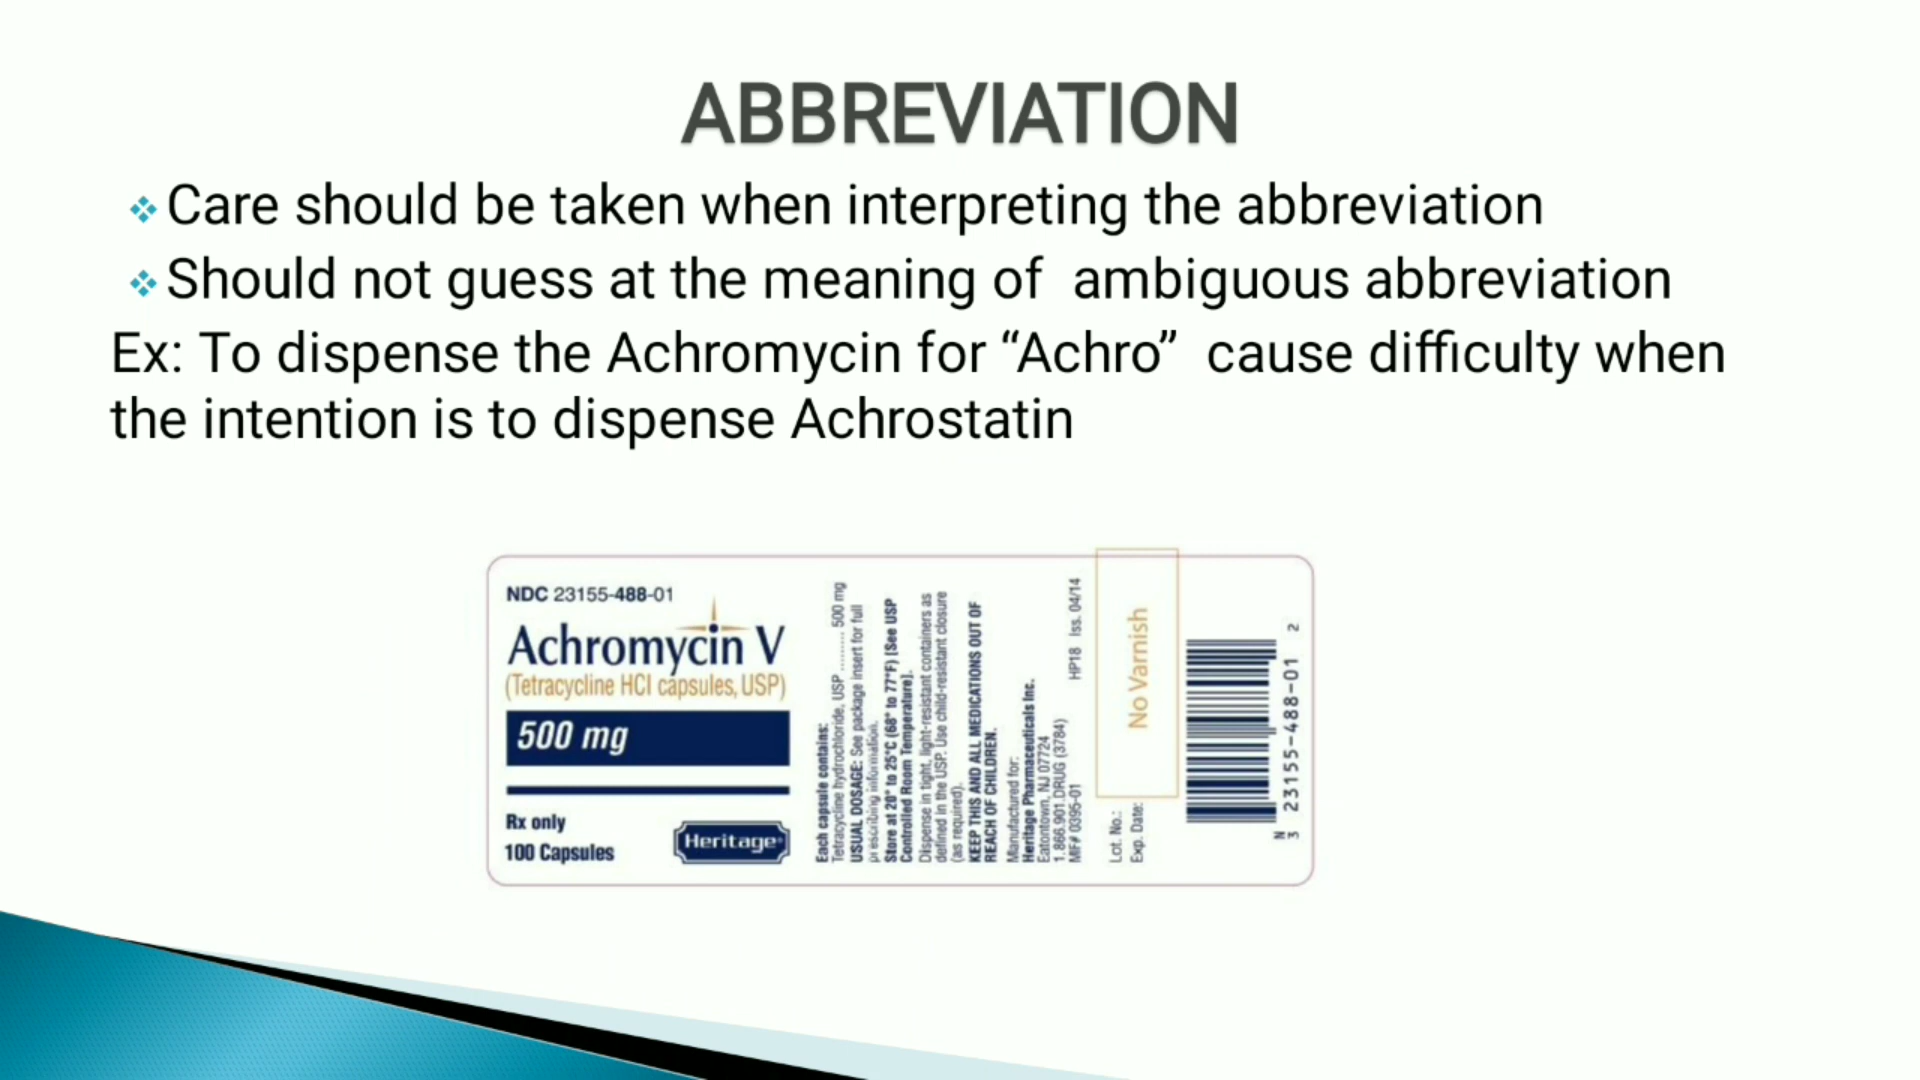 ABBREVIATION
Care should be taken when interpreting the abbreviation
Should not guess at the meaning of ambiguous abbreviation
Ex: To dispense the Achromycin for “Achro” cause difficulty when
the intention is to dispense Achrostatin
NDC 23155-488-01
Achromycin V
(Tetracycline HCI capsules, USP)
500 mg
Rx only
100 Capsules
Heritage
Each capsule contains:
Tetracycline hydrochloride, USP ......... 500 mg
USUAL DOSAGE: See package insert for full
prescribing information.
Store at 20° to 25°C (68° to 77°F) [See USP
Controlled Room Temperature].
Dispense in tight, light-resistant containers as
defined in the USP. Use child-resistant closure
(as required).
KEEP THIS AND ALL MEDICATIONS OUT OF
REACH OF CHILDREN.
Manufactured for:
Heritage Pharmaceuticals Inc.
Eatontown, NJ 07724
1.866.901.DRUG (3784)
MF# 0395-01 HP18 Iss. 04/14
Lot. No.:
Exp. Date:
No Varnish
N
3 23155-488-01 2